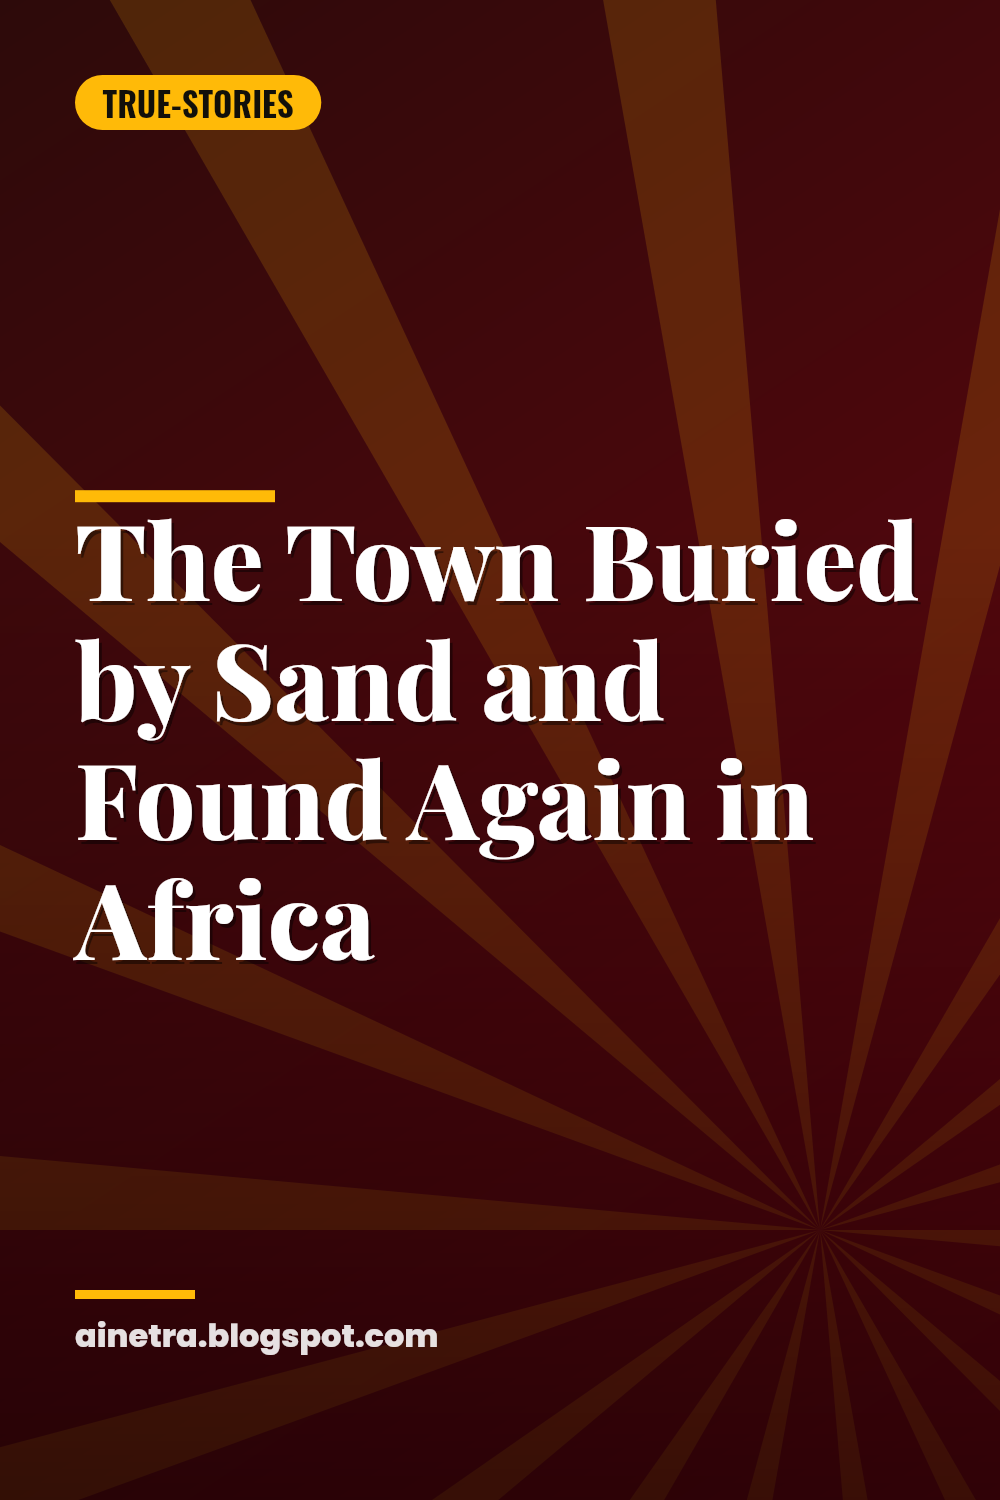 TRUE-STORIES
The Town Buried
by Sand and
Found Again in
Africa
ainetra.blogspot.com